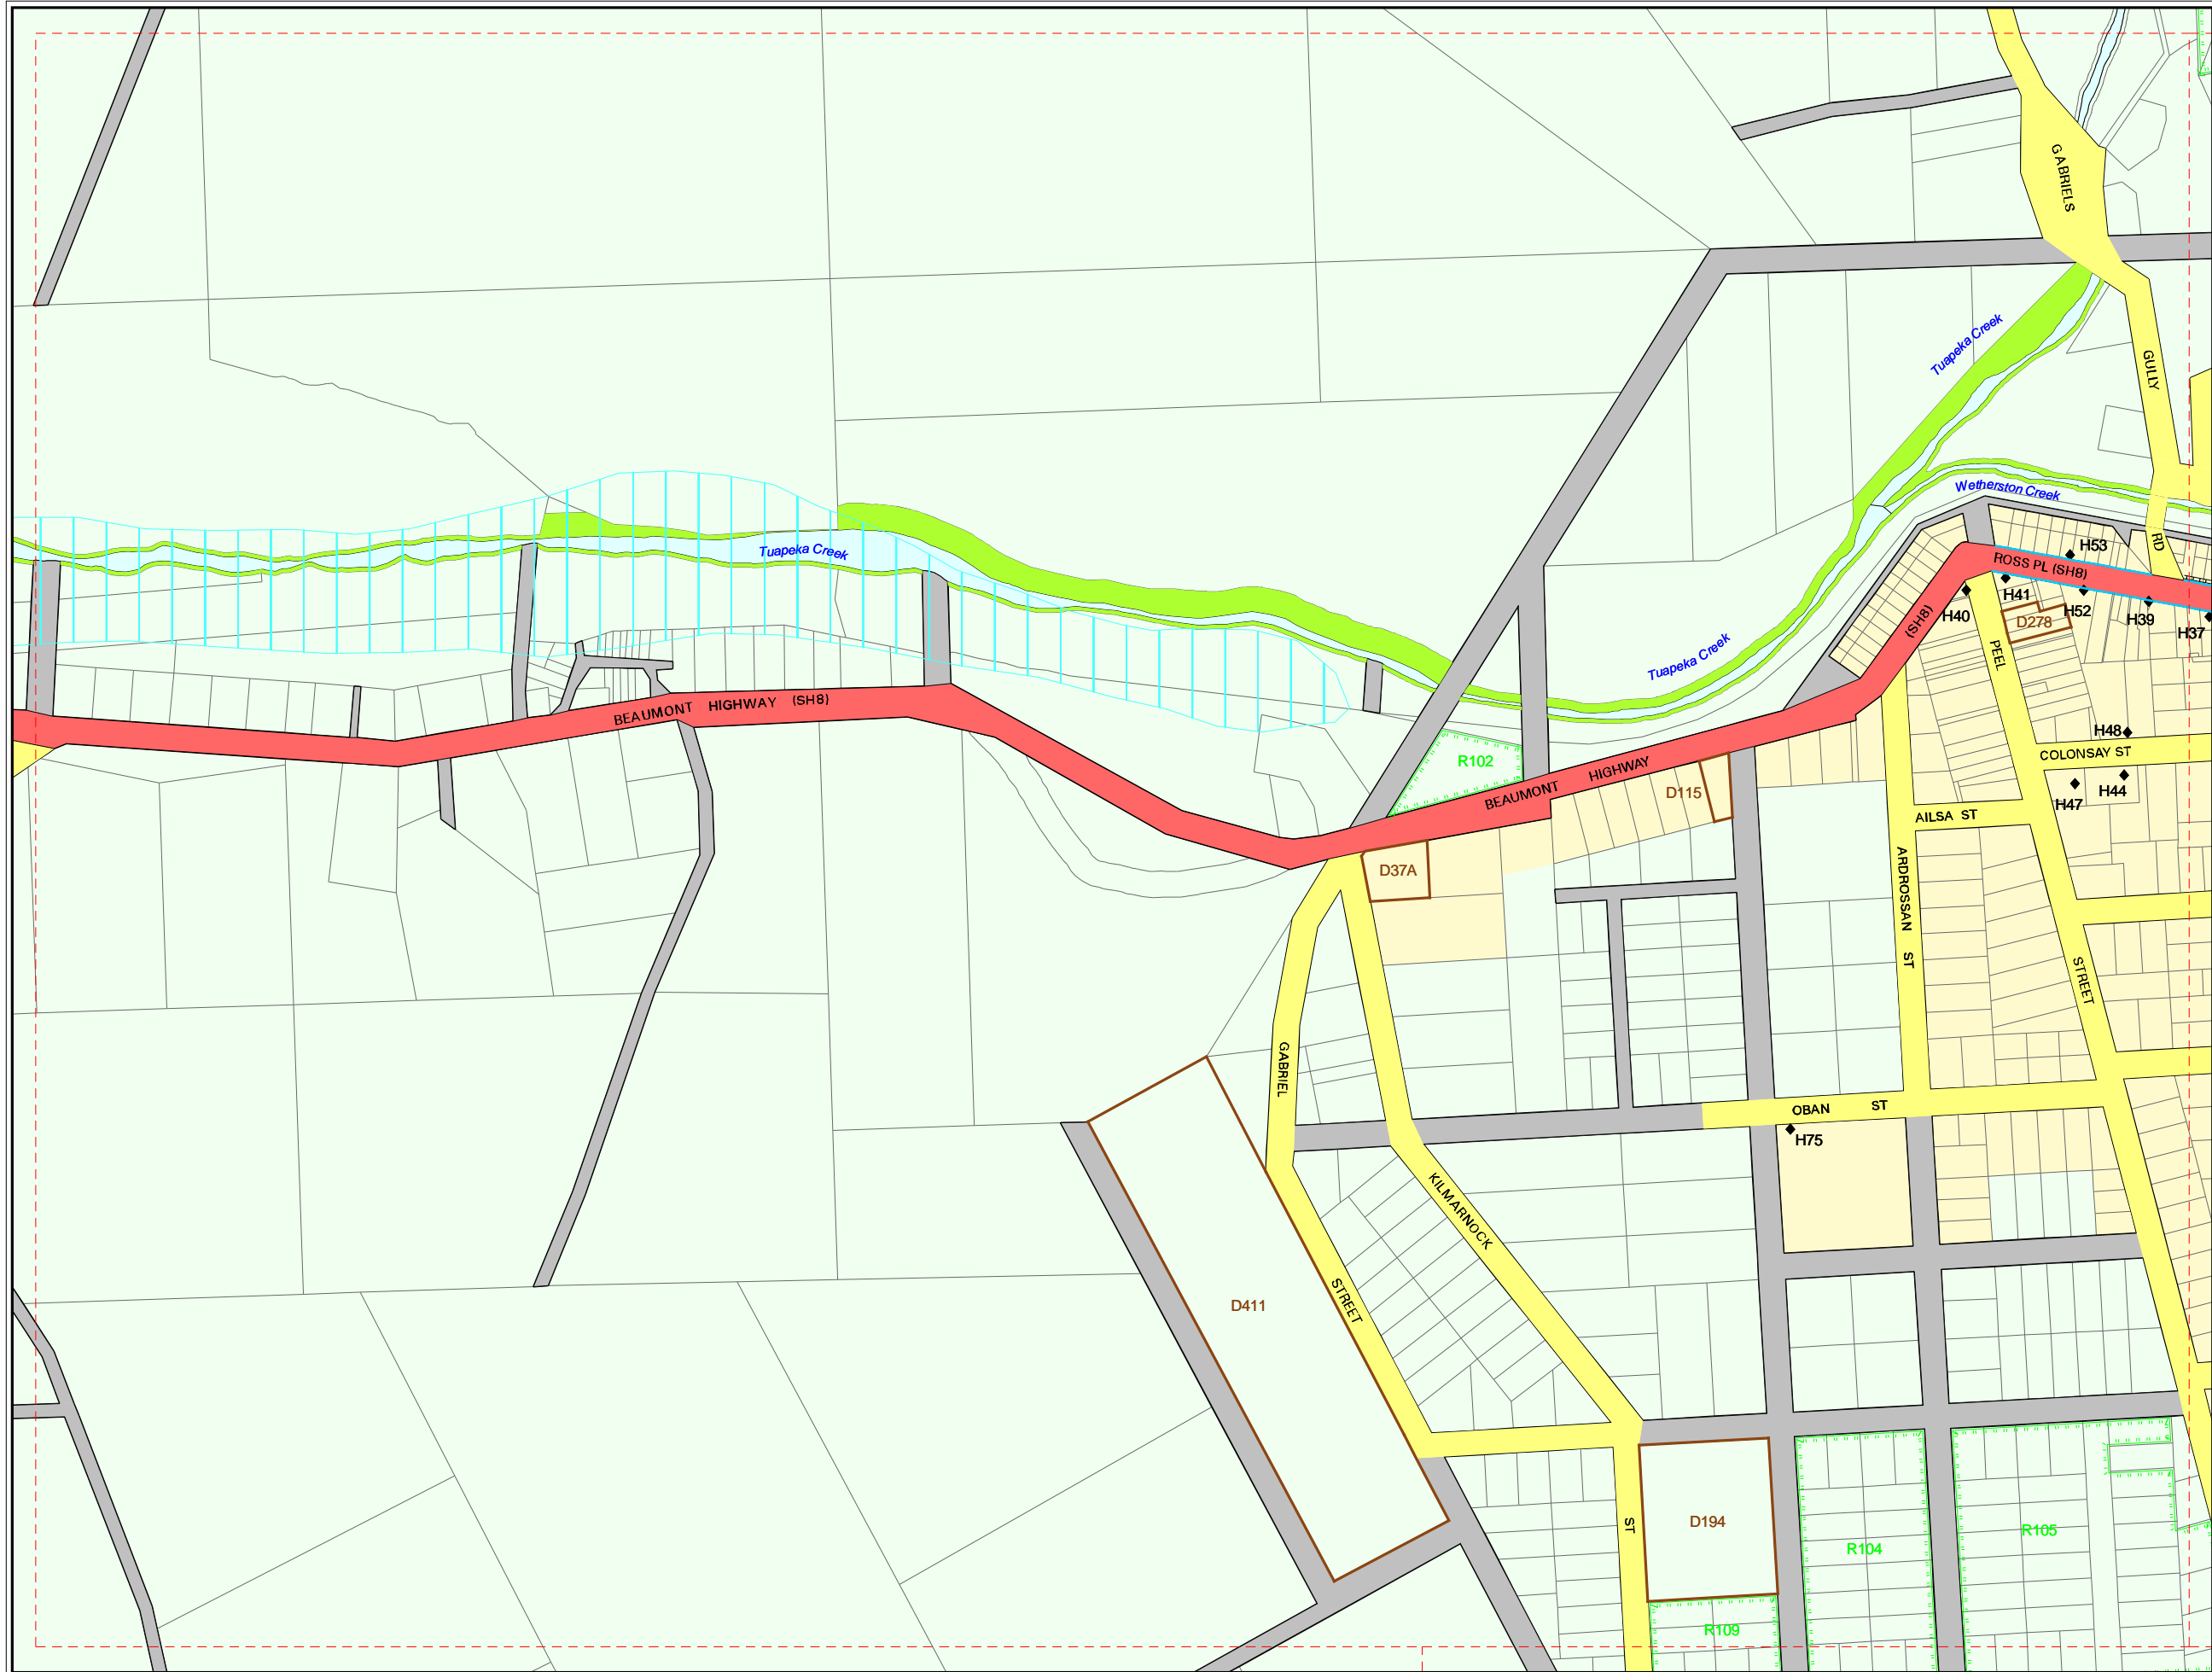 GABRIELS
Tuapeka Creek
GULLY
Wetherston Creek
Tuapeka Creek
RD
H53
ROSS PL (SH8)
H41
H40
H52
H39
D278
H37
(SH8)
PEEL
Tuapeka Creek
BEAUMONT HIGHWAY (SH8)
H48
COLONSAY ST
R102
BEAUMONT HIGHWAY
D115
H47
H44
AILSA ST
D37A
ARDROSSAN ST
STREET
GABRIEL
OBAN ST
H75
KILMARNOCK
D411
STREET
ST
D194
R105
R104
R109